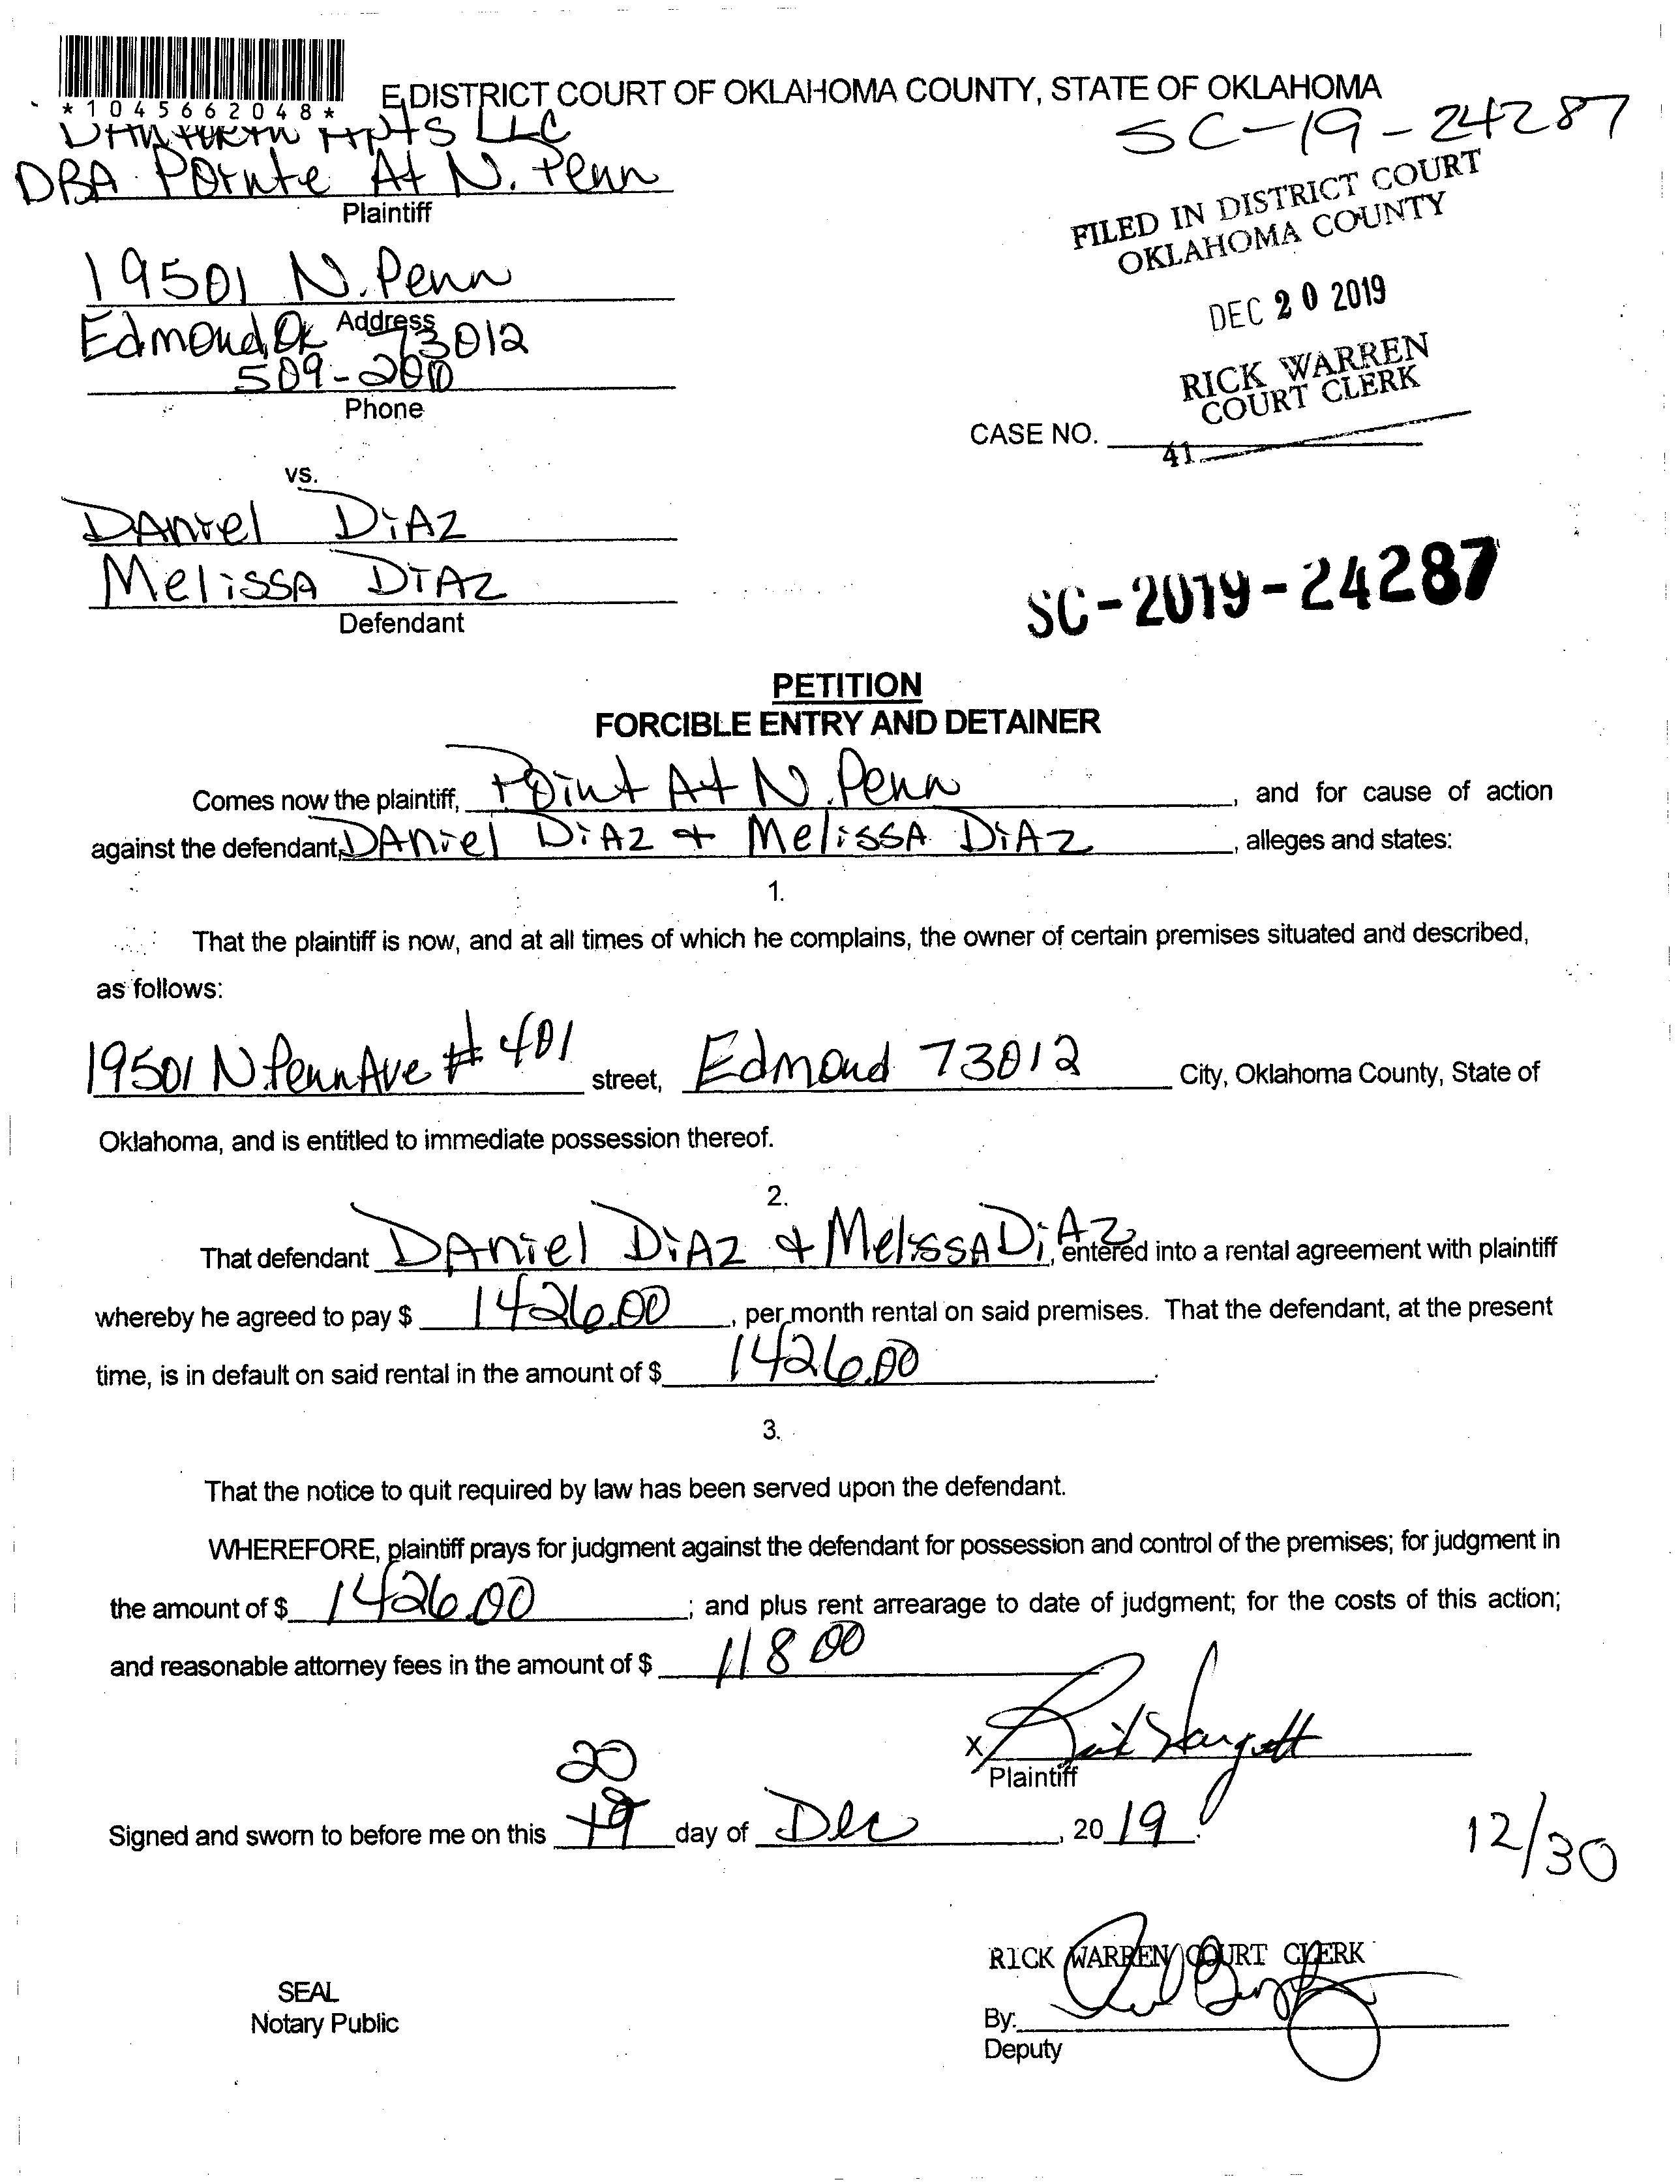 *1045662048*
E DISTRICT COURT OF OKLAHOMA COUNTY, STATE OF OKLAHOMA
SC-19-24287
Apts LLC
DBA Pointe At N. Penn
Plaintiff
FILED IN DISTRICT COURT
OKLAHOMA COUNTY
19501 N. Penn
Address
Edmond, Ok 73012
DEC 20 2019
509-2010
Phone
RICK WARREN
COURT CLERK
CASE NO.
41
vs.
DANiel DiAZ
MelissA DiAZ
Defendant
SC-2019-24287
PETITION
FORCIBLE ENTRY AND DETAINER
Comes now the plaintiff, Point At N. Penn, and for cause of action
against the defendant, DANiel DiAZ + MelissA DiAZ, alleges and states:
1.
That the plaintiff is now, and at all times of which he complains, the owner of certain premises situated and described,
as follows:
19501 N Penn Ave # 401 street, Edmond 73012 City, Oklahoma County, State of
Oklahoma, and is entitled to immediate possession thereof.
2.
That defendant DANiel DiAZ + MelissA DiAZ, entered into a rental agreement with plaintiff
whereby he agreed to pay $ 1426.00, per month rental on said premises. That the defendant, at the present
time, is in default on said rental in the amount of $ 1426.00.
3.
That the notice to quit required by law has been served upon the defendant.
WHEREFORE, plaintiff prays for judgment against the defendant for possession and control of the premises; for judgment in
the amount of $ 1426.00; and plus rent arrearage to date of judgment; for the costs of this action;
and reasonable attorney fees in the amount of $ 118 00
X
Plaintiff
20
Signed and sworn to before me on this 19 day of Dec, 20 19.
12/30
RICK WARREN COURT CLERK
SEAL
Notary Public
By:
Deputy